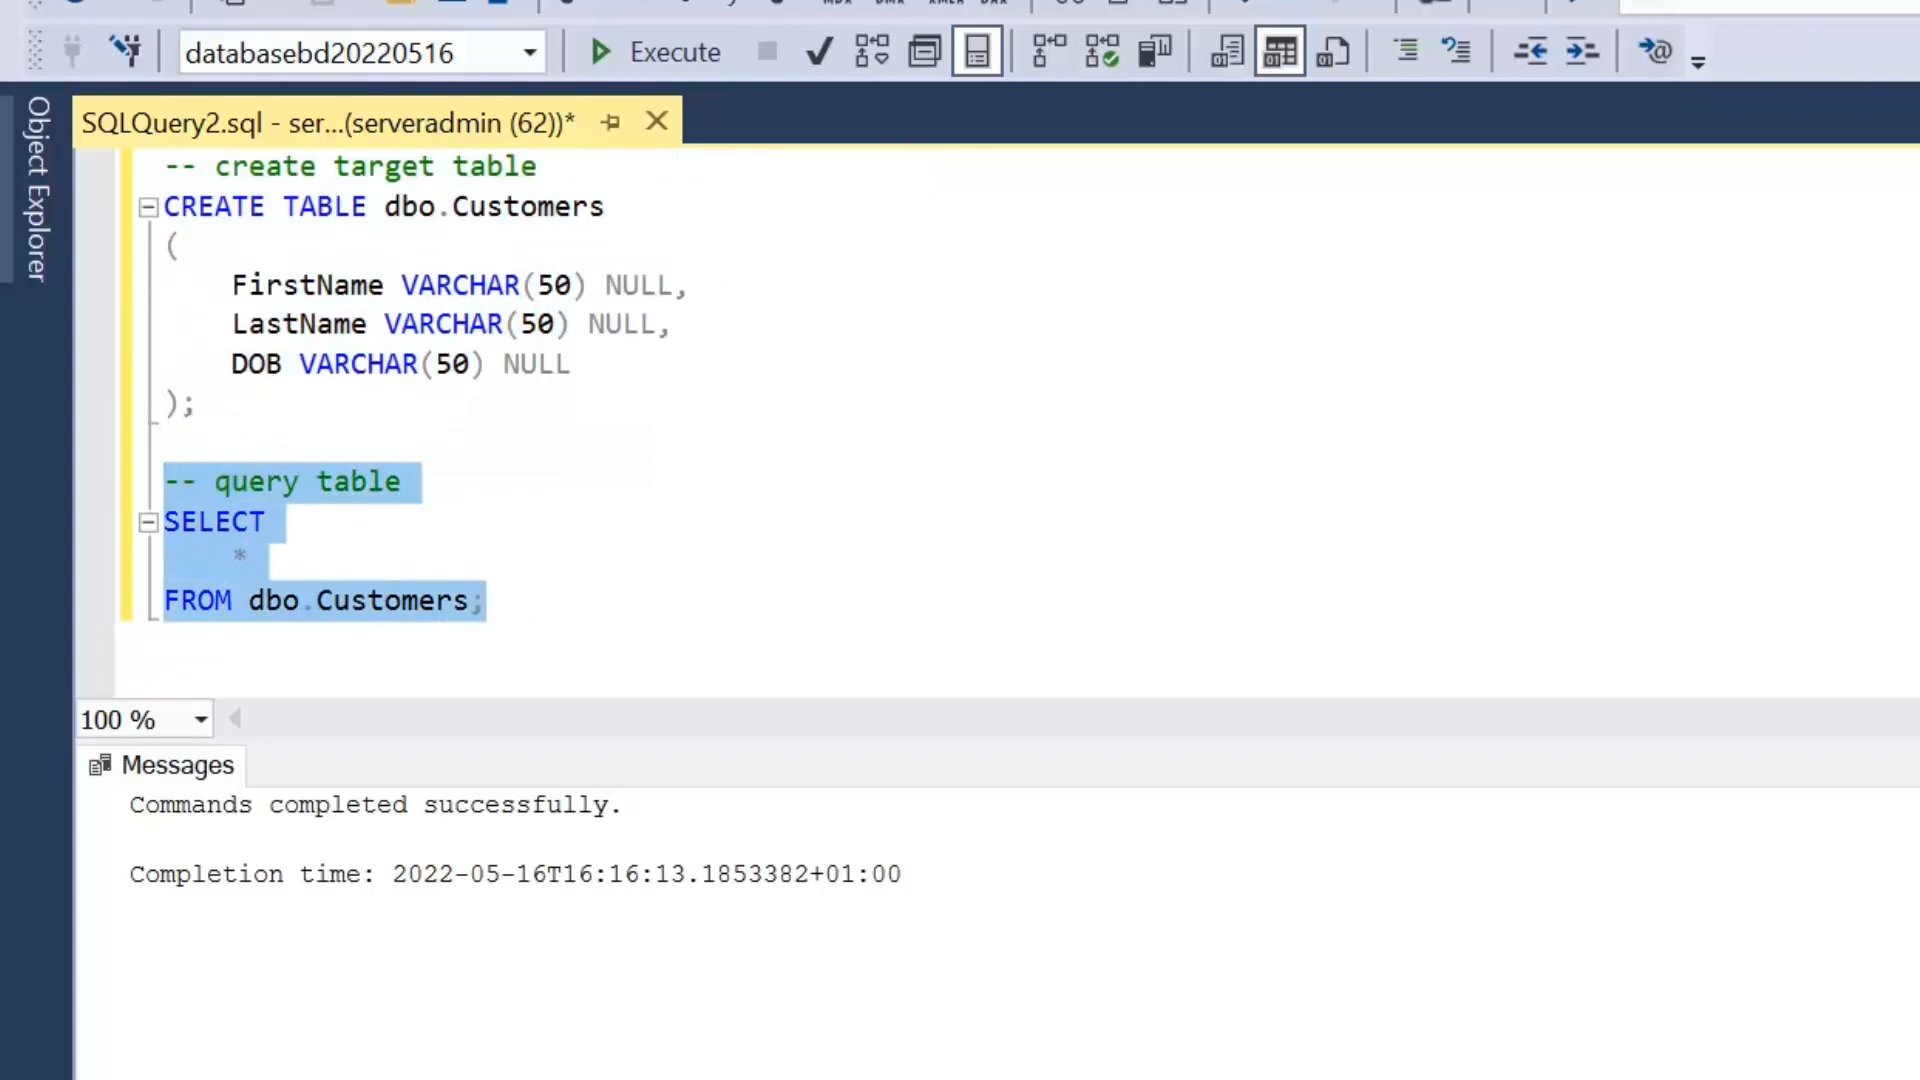 databasebd20220516
Execute
Object Explorer
SQLQuery2.sql - ser...(serveradmin (62))*
-- create target table
CREATE TABLE dbo.Customers
(
FirstName VARCHAR(50) NULL,
LastName VARCHAR(50) NULL,
DOB VARCHAR(50) NULL
);
-- query table
SELECT
*
FROM dbo.Customers;
100 %
Messages
Commands completed successfully.
Completion time: 2022-05-16T16:16:13.1853382+01:00